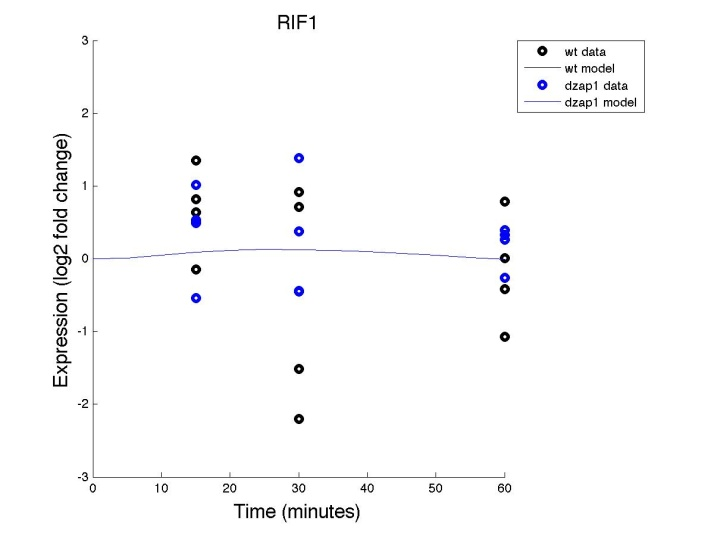 RIF1
wt data
wt model
dzap1 data
dzap1 model
Expression (log2 fold change)
3
2
1
0
-1
-2
-3
0 10 20 30 40 50 60
Time (minutes)